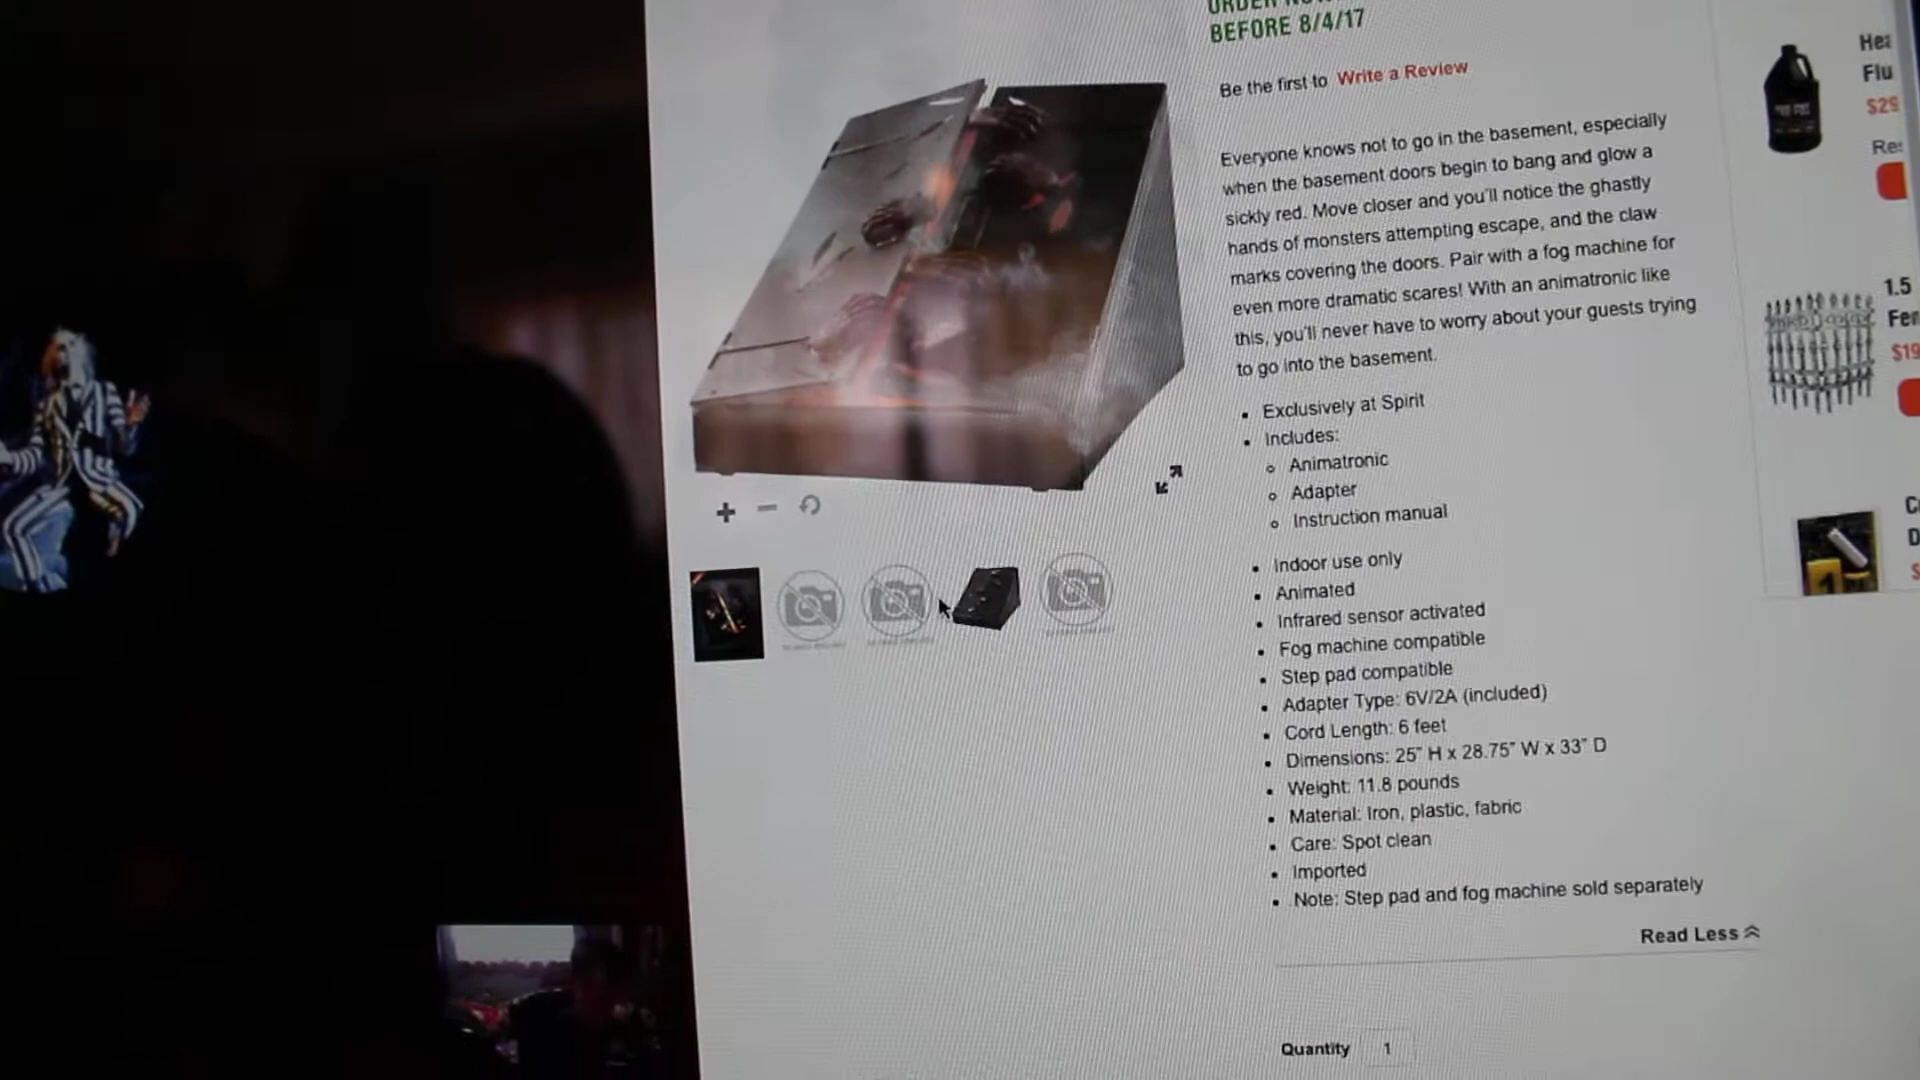 BEFORE 8/4/17
Be the first to Write a Review
Everyone knows not to go in the basement, especially
when the basement doors begin to bang and glow a
sickly red. Move closer and you'll notice the ghastly
hands of monsters attempting escape, and the claw
marks covering the doors. Pair with a fog machine for
even more dramatic scares! With an animatronic like
this, you'll never have to worry about your guests trying
to go into the basement.
Exclusively at Spirit
Includes:
Animatronic
Adapter
Instruction manual
Indoor use only
Animated
Infrared sensor activated
Fog machine compatible
Step pad compatible
Adapter Type: 6V/2A (included)
Cord Length: 6 feet
Dimensions: 25" H x 28.75" W x 33" D
Weight: 11.8 pounds
Material: Iron, plastic, fabric
Care: Spot clean
Imported
Note: Step pad and fog machine sold separately
Read Less
Quantity 1
Flu
$29
1.5
$19